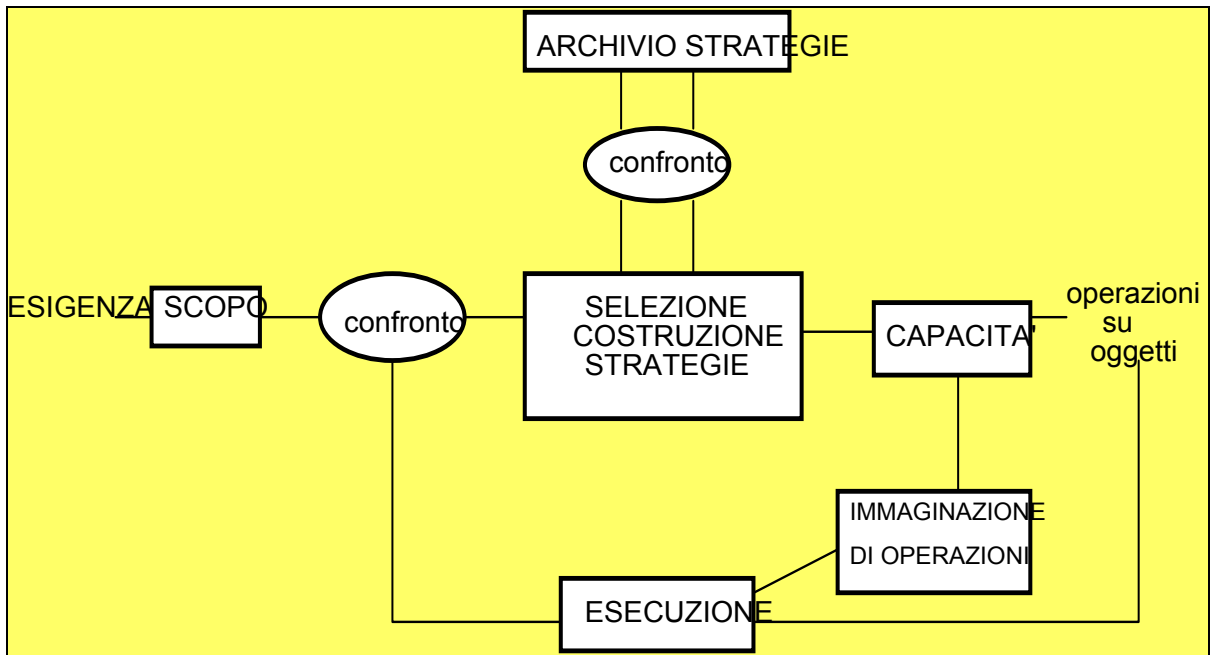 ARCHIVIO STRATEGIE
confronto
ESIGENZA
SCOPO
confronto
SELEZIONE
COSTRUZIONE
STRATEGIE
CAPACITA'
operazioni
su
oggetti
IMMAGINAZIONE
DI OPERAZIONI
ESECUZIONE